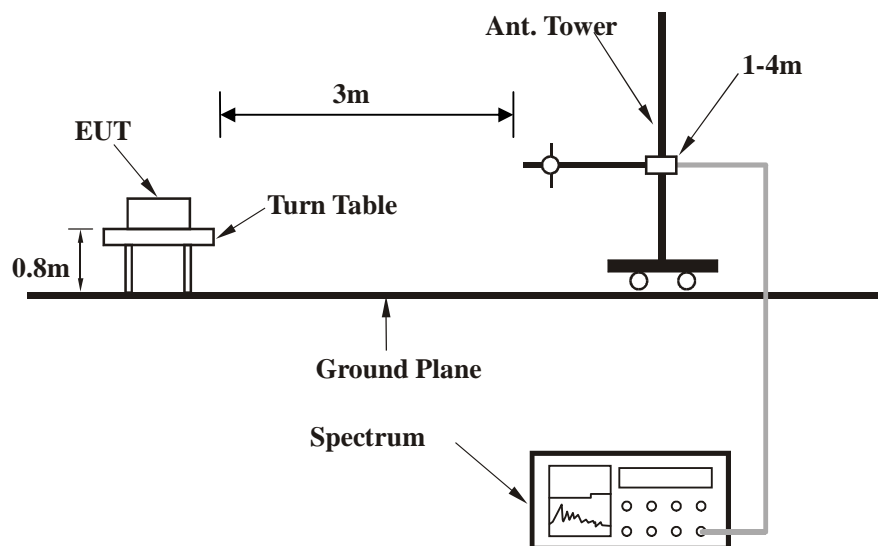 Ant. Tower
1-4m
3m
EUT
Turn Table
0.8m
Ground Plane
Spectrum